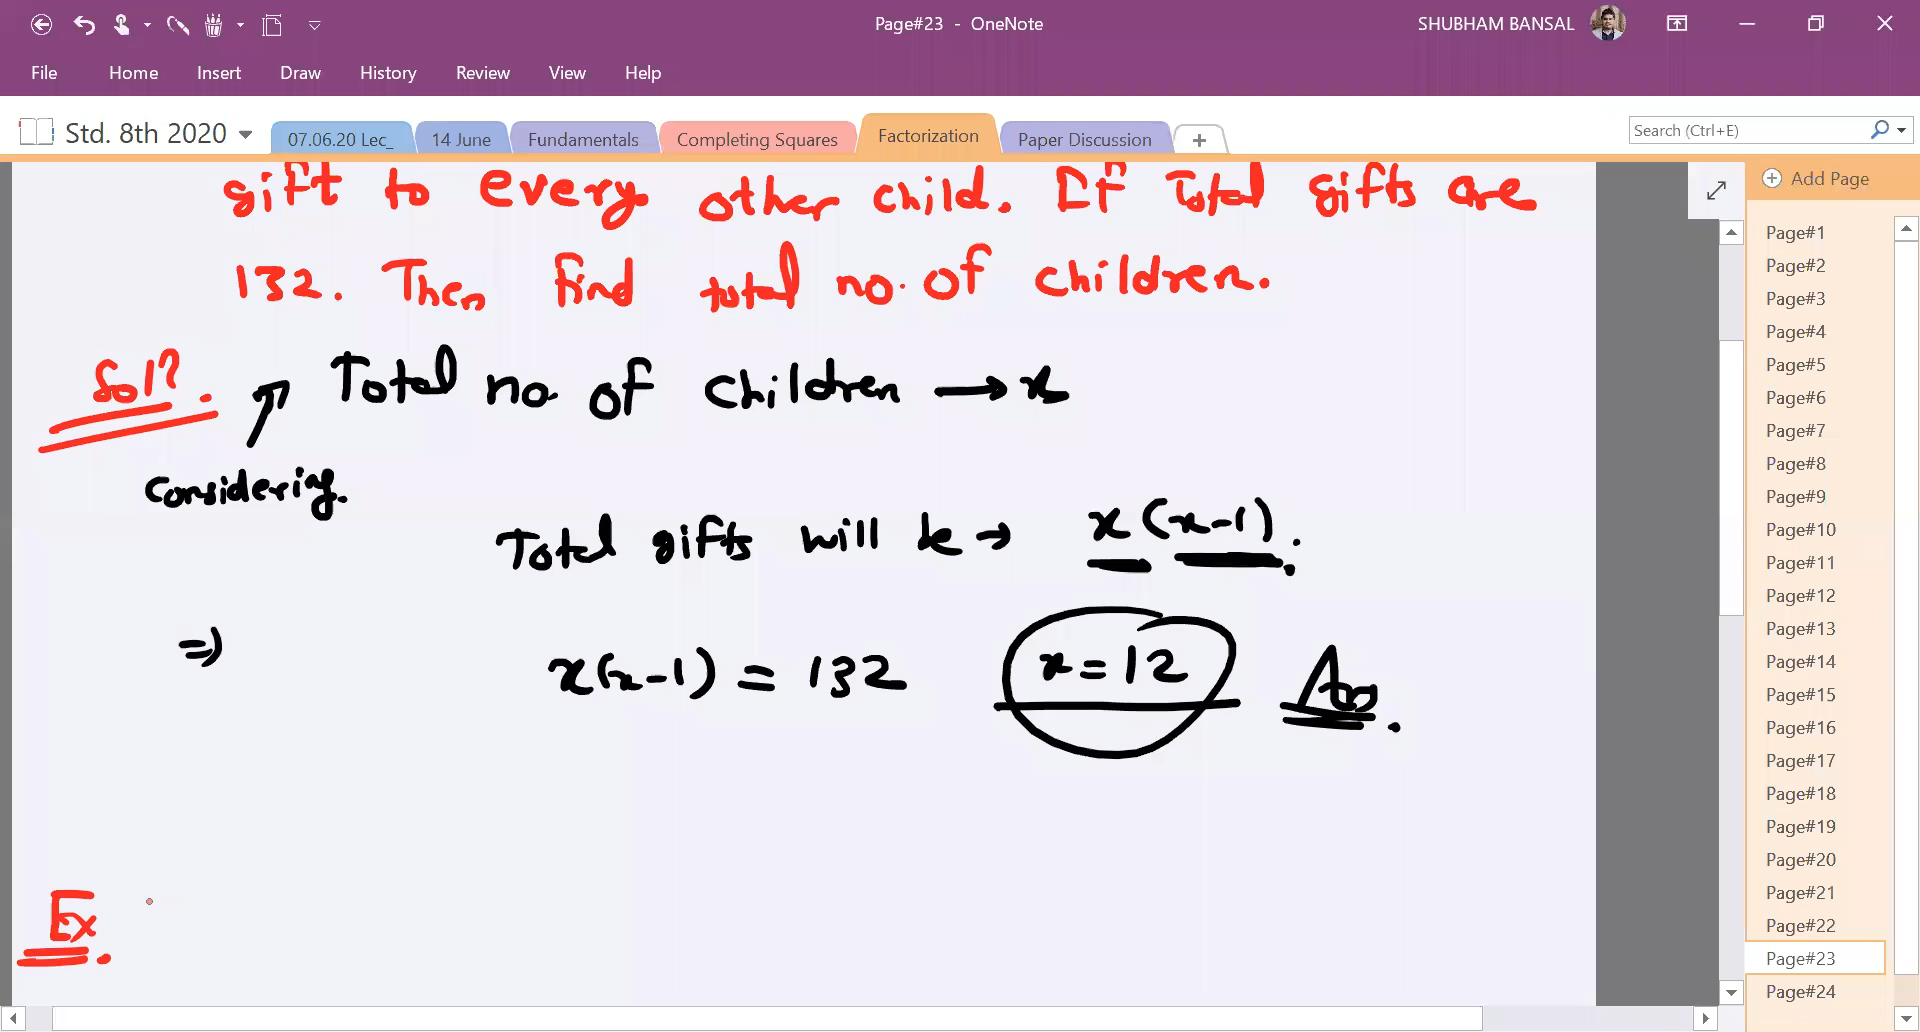 Page#23 - OneNote
SHUBHAM BANSAL
File Home Insert Draw History Review View Help
Std. 8th 2020
07.06.20 Lec_
14 June
Fundamentals
Completing Squares
Factorization
Paper Discussion
+
Search (Ctrl+E)
gift to every other child. If Total gifts are
132. Then find total no. of children.
Sol?. Total no. of children → x
Considering.
Total gifts will be → x(x-1).
⇒ x(x-1) = 132 x = 12 Ans.
Ex.
Add Page
Page#1
Page#2
Page#3
Page#4
Page#5
Page#6
Page#7
Page#8
Page#9
Page#10
Page#11
Page#12
Page#13
Page#14
Page#15
Page#16
Page#17
Page#18
Page#19
Page#20
Page#21
Page#22
Page#23
Page#24